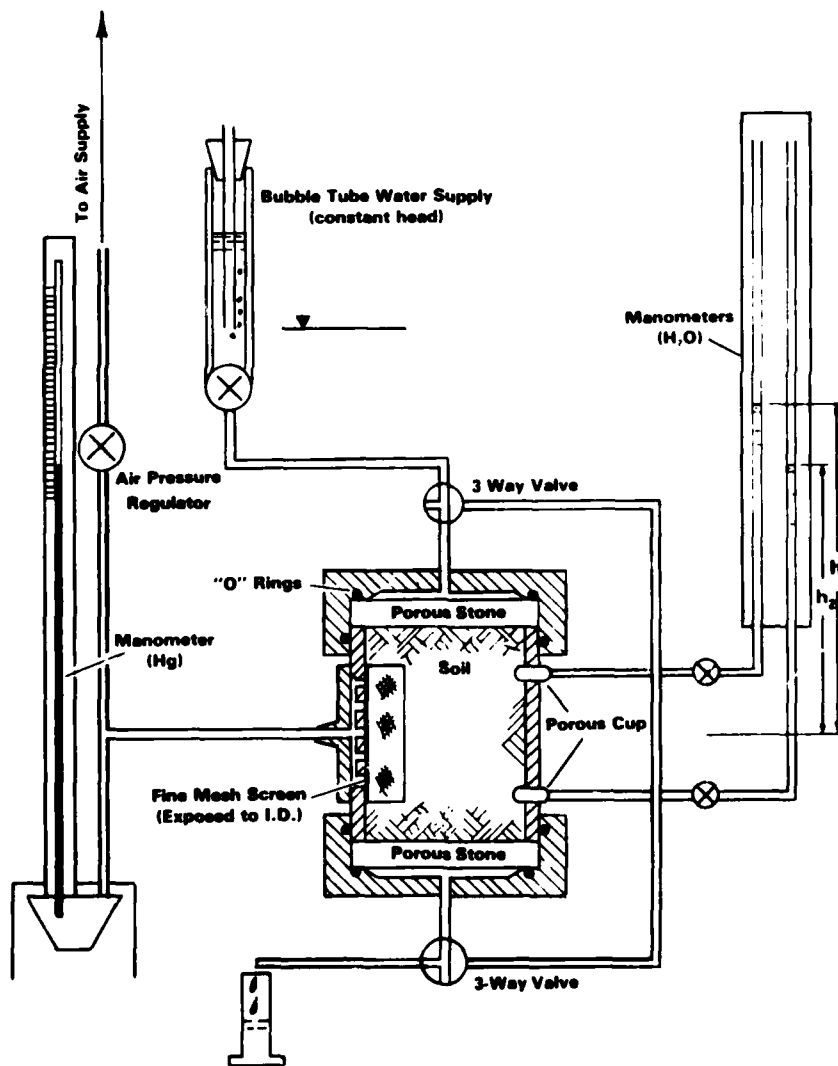 To Air Supply
Bubble Tube Water Supply
(constant head)
Manometers
(H,O)
Air Pressure
Regulator
3 Way Valve
"O" Rings
Porous Stone
Manometer
(Hg)
Soil
h
h2
Porous Cup
Fine Mesh Screen
(Exposed to I.D.)
Porous Stone
3-Way Valve